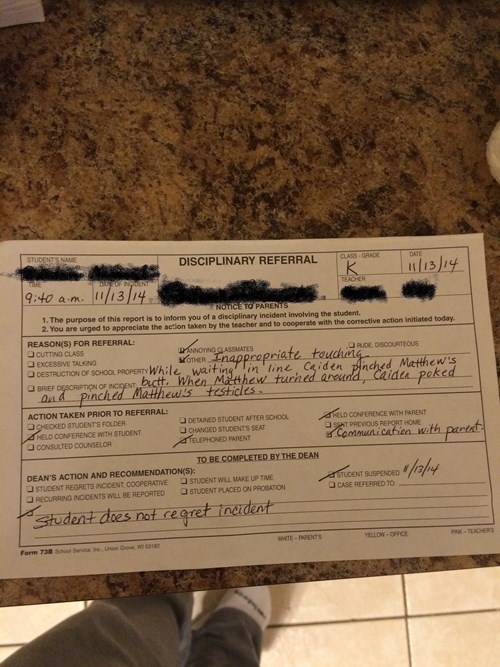 STUDENT'S NAME DISCIPLINARY REFERRAL CLASS - GRADE DATE
K 11/13/14
TIME DATE OF INCIDENT TEACHER
9:40 a.m. 11/13/14
NOTICE TO PARENTS
1. The purpose of this report is to inform you of a disciplinary incident involving the student.
2. You are urged to appreciate the action taken by the teacher and to cooperate with the corrective action initiated today.
REASON(S) FOR REFERRAL:
CUTTING CLASS ANNOYING CLASSMATES RUDE, DISCOURTEOUS
EXCESSIVE TALKING OTHER Inappropriate touching
DESTRUCTION OF SCHOOL PROPERTY While waiting in line Caiden pinched Matthew's
BRIEF DESCRIPTION OF INCIDENT: butt. When Matthew turned around, Caiden poked
and pinched Matthew's testicles.
ACTION TAKEN PRIOR TO REFERRAL:
CHECKED STUDENT'S FOLDER DETAINED STUDENT AFTER SCHOOL HELD CONFERENCE WITH PARENT
HELD CONFERENCE WITH STUDENT CHANGED STUDENT'S SEAT SENT PREVIOUS REPORT HOME
CONSULTED COUNSELOR TELEPHONED PARENT Communication with parent
TO BE COMPLETED BY THE DEAN
DEAN'S ACTION AND RECOMMENDATION(S):
STUDENT REGRETS INCIDENT, COOPERATIVE STUDENT WILL MAKE UP TIME STUDENT SUSPENDED 11/13/14
RECURRING INCIDENTS WILL BE REPORTED STUDENT PLACED ON PROBATION CASE REFERRED TO:
Student does not regret incident
Form 73B School Service, Inc., Union Grove, WI 53182 WHITE - PARENT'S YELLOW - OFFICE PINK - TEACHER'S